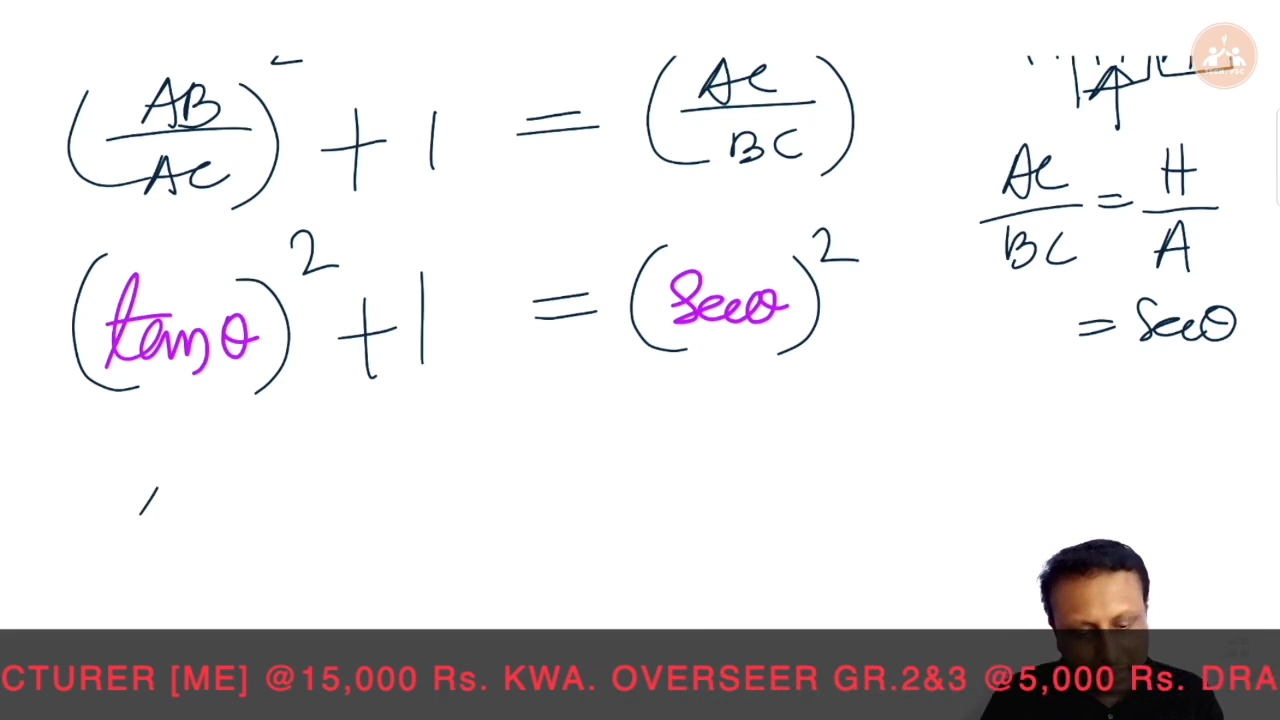 (AB/AC)² + 1 = (AC/BC)
AC/BC = H/A
(tanθ)² + 1 = (secθ)²
= secθ
CTURER [ME] @15,000 Rs. KWA. OVERSEER GR.2&3 @5,000 Rs. DRA